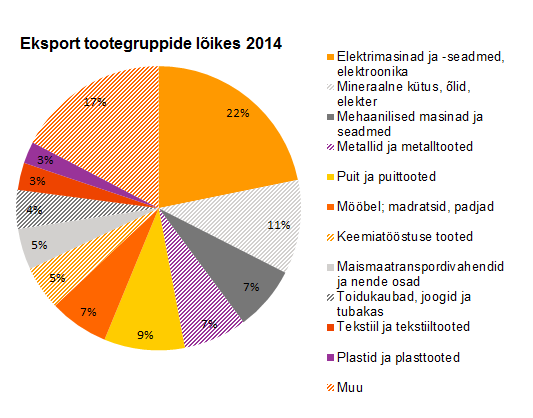 Eksport tootegruppide lõikes 2014
22%
11%
7%
7%
9%
7%
5%
5%
4%
3%
3%
17%
Elektrimasinad ja -seadmed,
elektroonika
Mineraalne kütus, õlid,
elekter
Mehaanilised masinad ja
seadmed
Metallid ja metalltooted
Puit ja puittooted
Mööbel; madratsid, padjad
Keemiatööstuse tooted
Maismaatranspordivahendid
ja nende osad
Toidukaubad, joogid ja
tubakas
Tekstiil ja tekstiiltooted
Plastid ja plasttooted
Muu